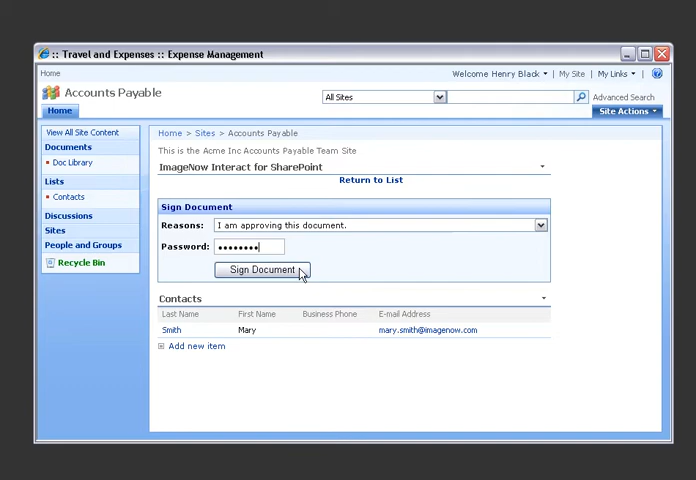 :: Travel and Expenses :: Expense Management
Home
Welcome Henry Black My Site My Links
Accounts Payable
All Sites
Advanced Search
Home
Site Actions
View All Site Content
Documents
Doc Library
Lists
Contacts
Discussions
Sites
People and Groups
Recycle Bin
Home > Sites > Accounts Payable
This is the Acme Inc Accounts Payable Team Site
ImageNow Interact for SharePoint
Return to List
Sign Document
Reasons: I am approving this document.
Password: ••••••••
Sign Document
Contacts
Last Name First Name Business Phone E-mail Address
Smith Mary mary.smith@imagenow.com
Add new item